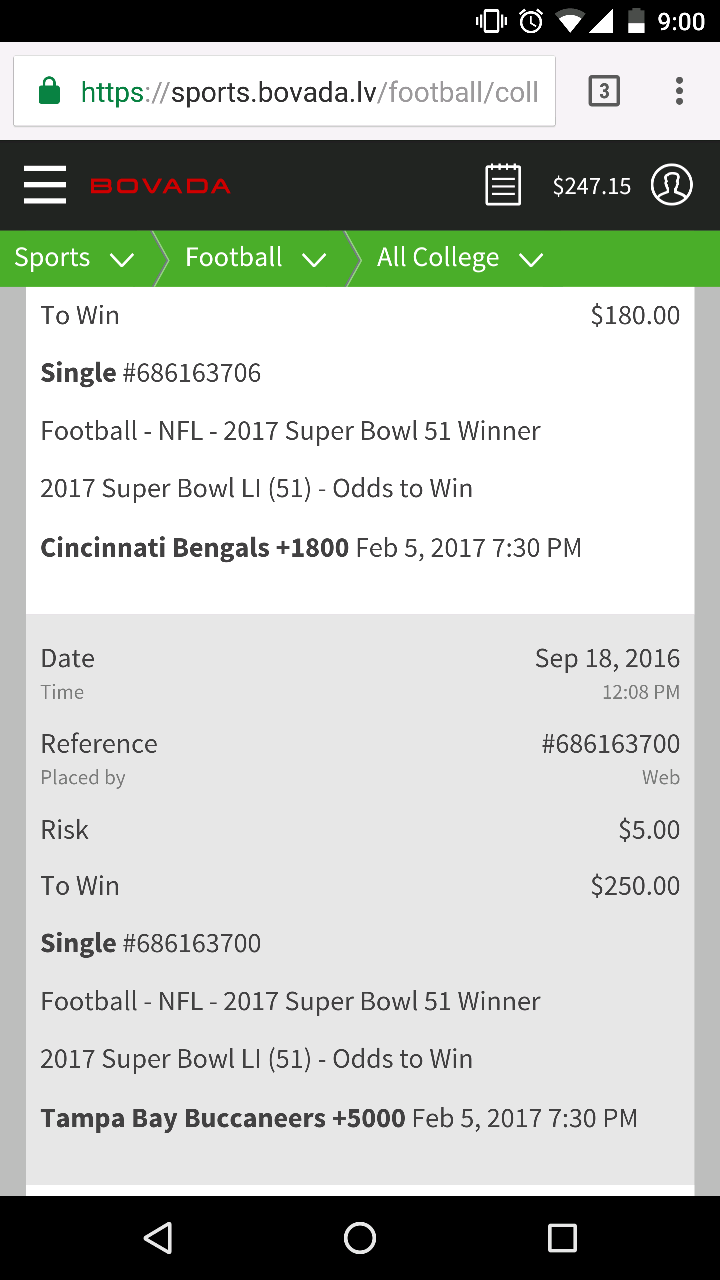 9:00
https://sports.bovada.lv/football/coll
3
BOVADA
$247.15
Sports
Football
All College
To Win $180.00
Single #686163706
Football - NFL - 2017 Super Bowl 51 Winner
2017 Super Bowl LI (51) - Odds to Win
Cincinnati Bengals +1800 Feb 5, 2017 7:30 PM
Date Sep 18, 2016
Time 12:08 PM
Reference #686163700
Placed by Web
Risk $5.00
To Win $250.00
Single #686163700
Football - NFL - 2017 Super Bowl 51 Winner
2017 Super Bowl LI (51) - Odds to Win
Tampa Bay Buccaneers +5000 Feb 5, 2017 7:30 PM